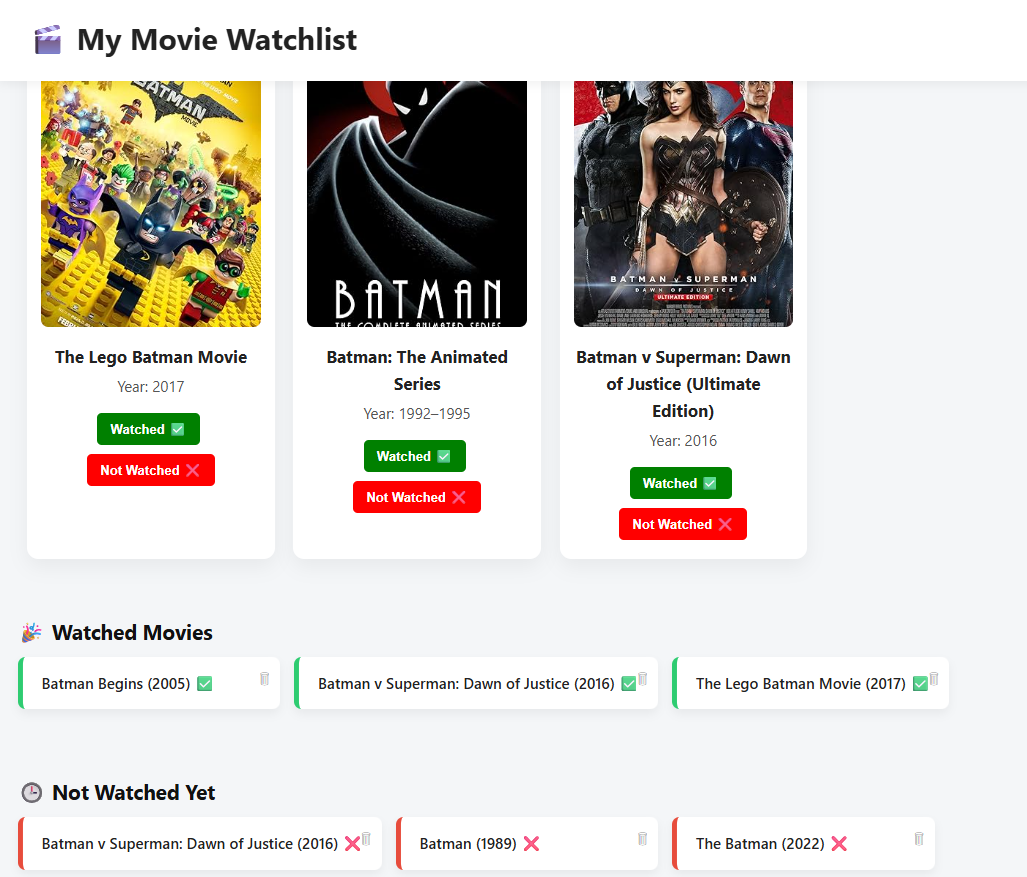 My Movie Watchlist
BATMAN
MOVIE
BATMAN
THE COMPLETE ANIMATED SERIES
BATMAN v SUPERMAN
DAWN OF JUSTICE
ULTIMATE EDITION
The Lego Batman Movie
Year: 2017
Watched ✅
Not Watched ❌
Batman: The Animated
Series
Year: 1992–1995
Watched ✅
Not Watched ❌
Batman v Superman: Dawn
of Justice (Ultimate
Edition)
Year: 2016
Watched ✅
Not Watched ❌
🎉 Watched Movies
Batman Begins (2005) ✅
Batman v Superman: Dawn of Justice (2016) ✅
The Lego Batman Movie (2017) ✅
🕒 Not Watched Yet
Batman v Superman: Dawn of Justice (2016) ❌
Batman (1989) ❌
The Batman (2022) ❌